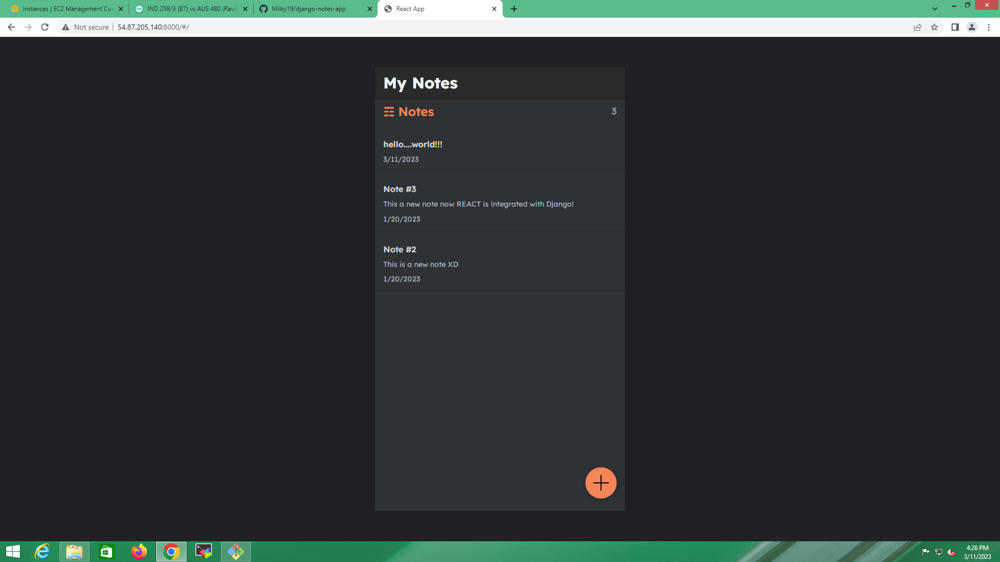 Instances | EC2 Management Cor
IND 258/3 (87) vs AUS 480 (Ravin
Milky19/django-notes-app
React App
Not secure
54.87.205.140:8000/#/
My Notes
☶ Notes
3
hello....world!!!
3/11/2023
Note #3
This a new note now REACT is integrated with Django!
1/20/2023
Note #2
This is a new note XD
1/20/2023
4:26 PM
3/11/2023